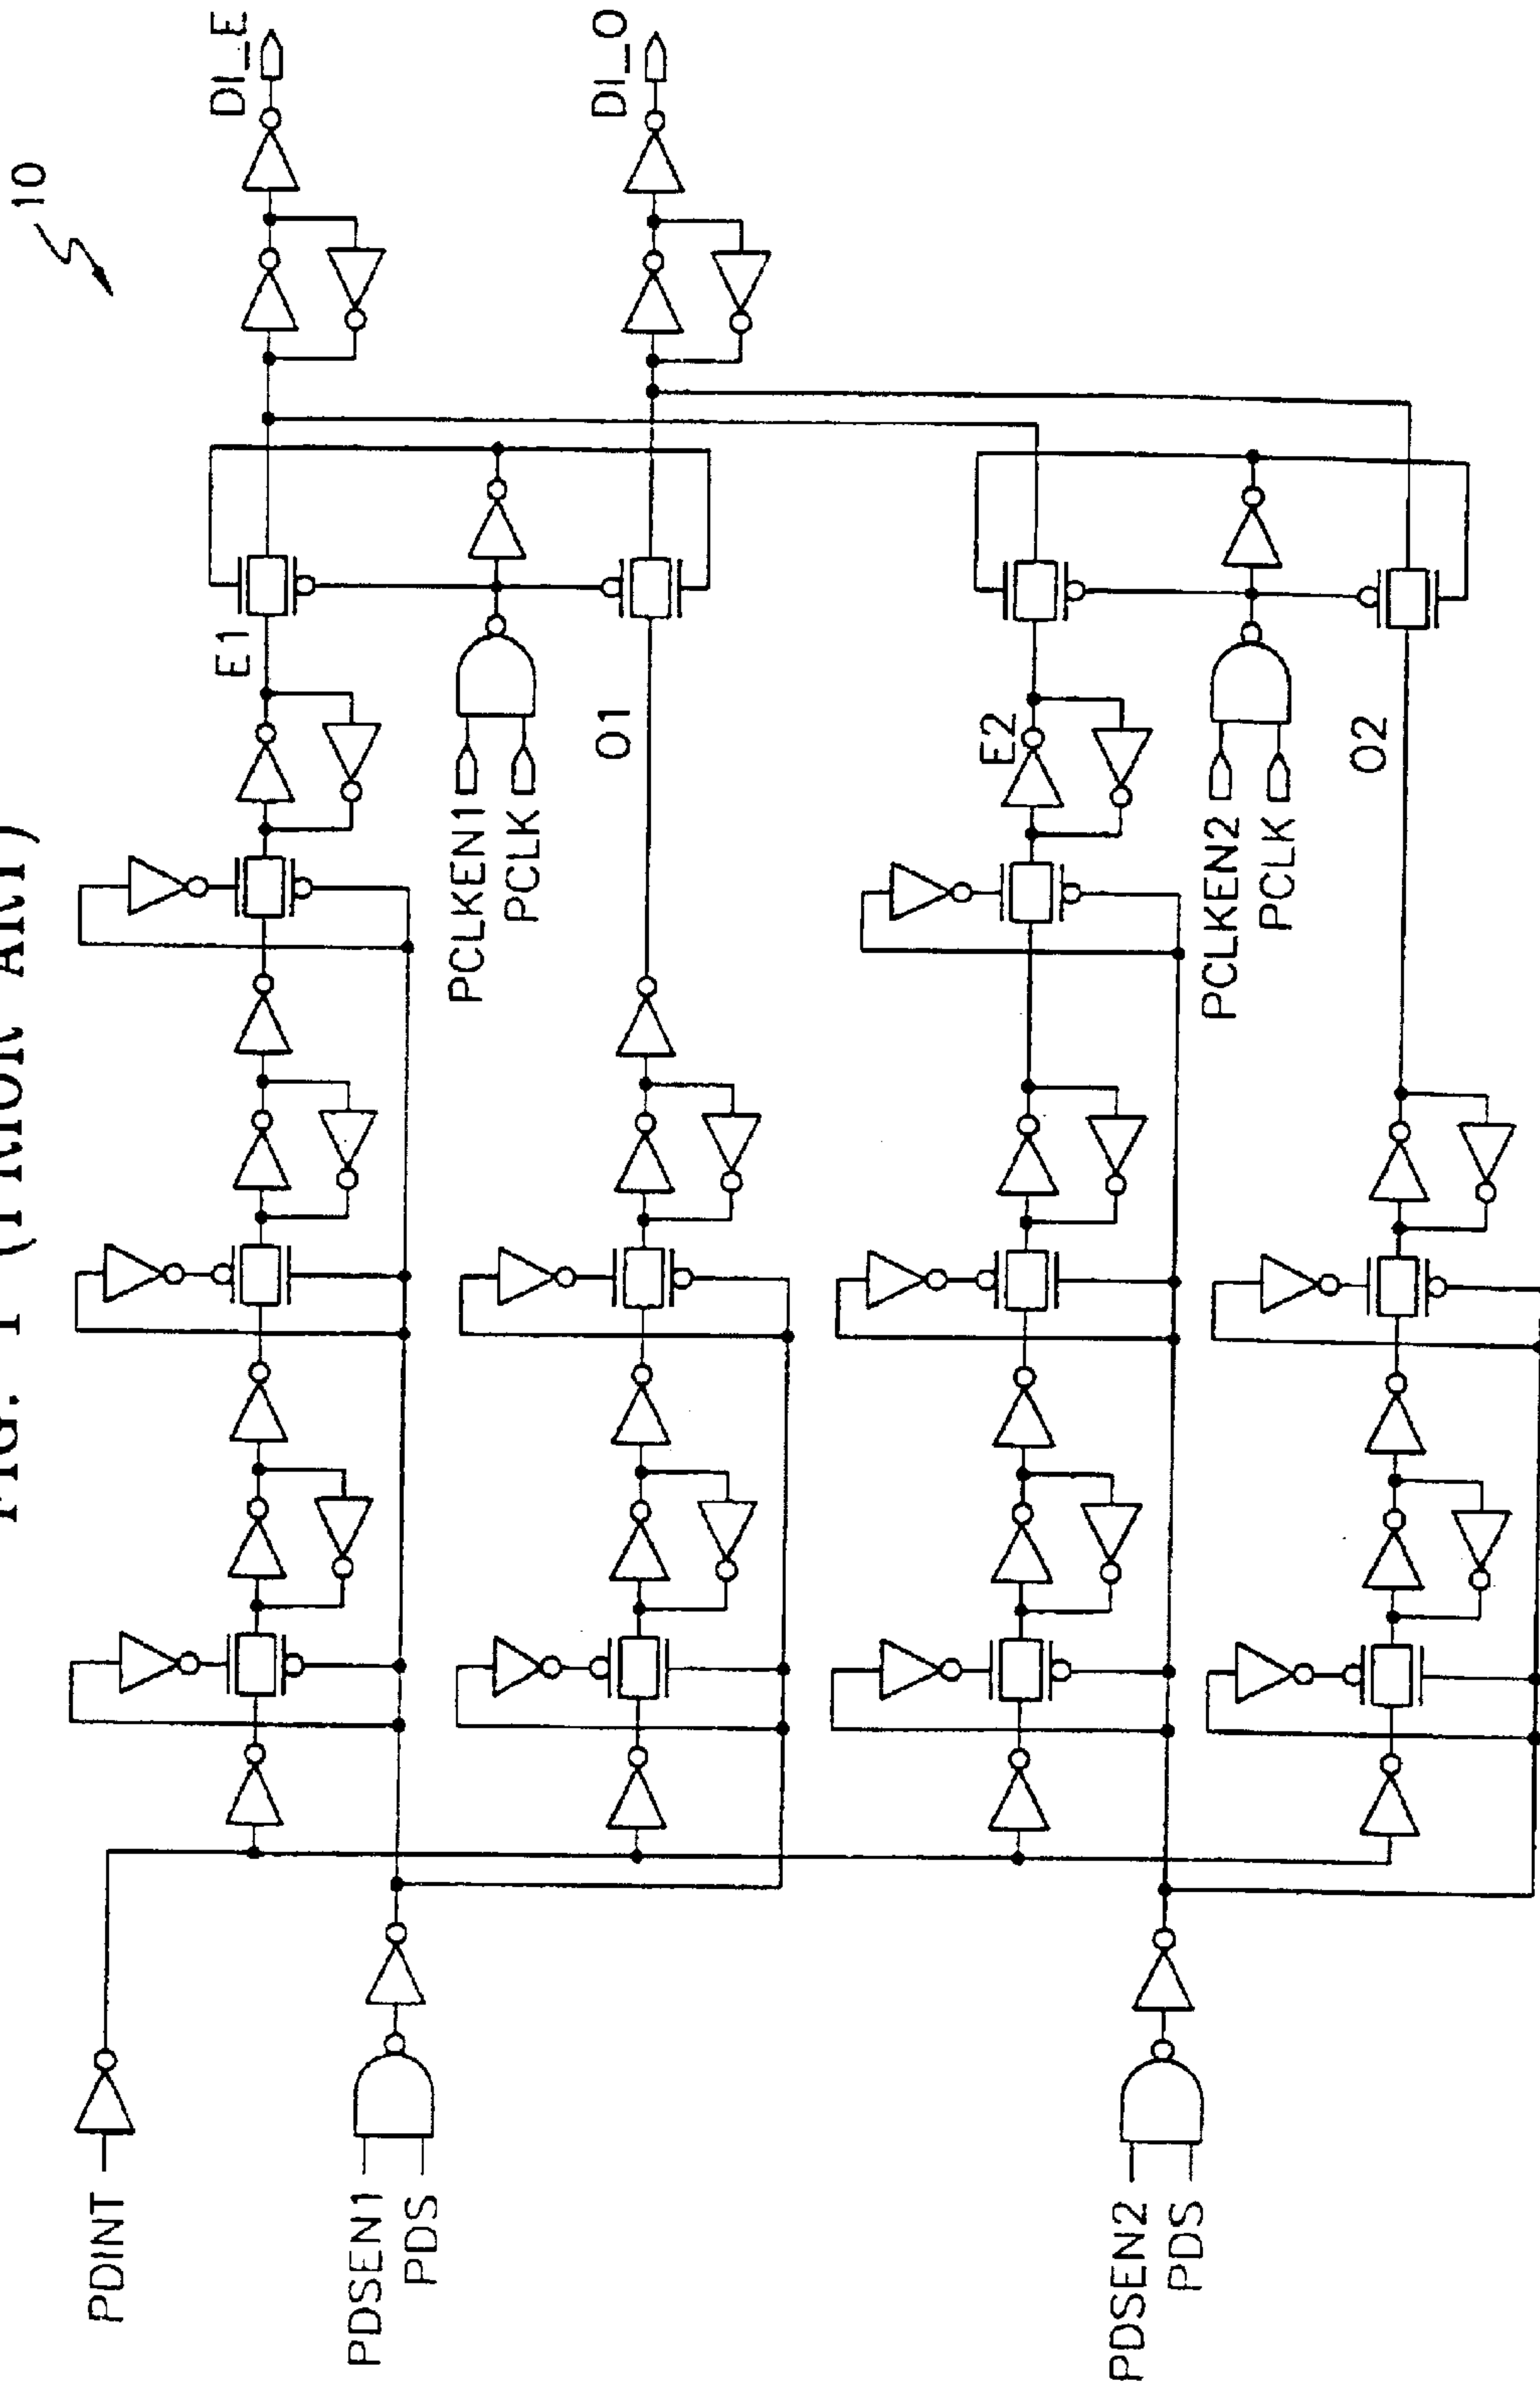 FIG. 1 (PRIOR ART)
10
PDINT
PDSEN1
PDS
PDSEN2
PDS
E1
PCLKEN1
PCLK
O1
E2
PCLKEN2
PCLK
O2
DI_E
DI_O